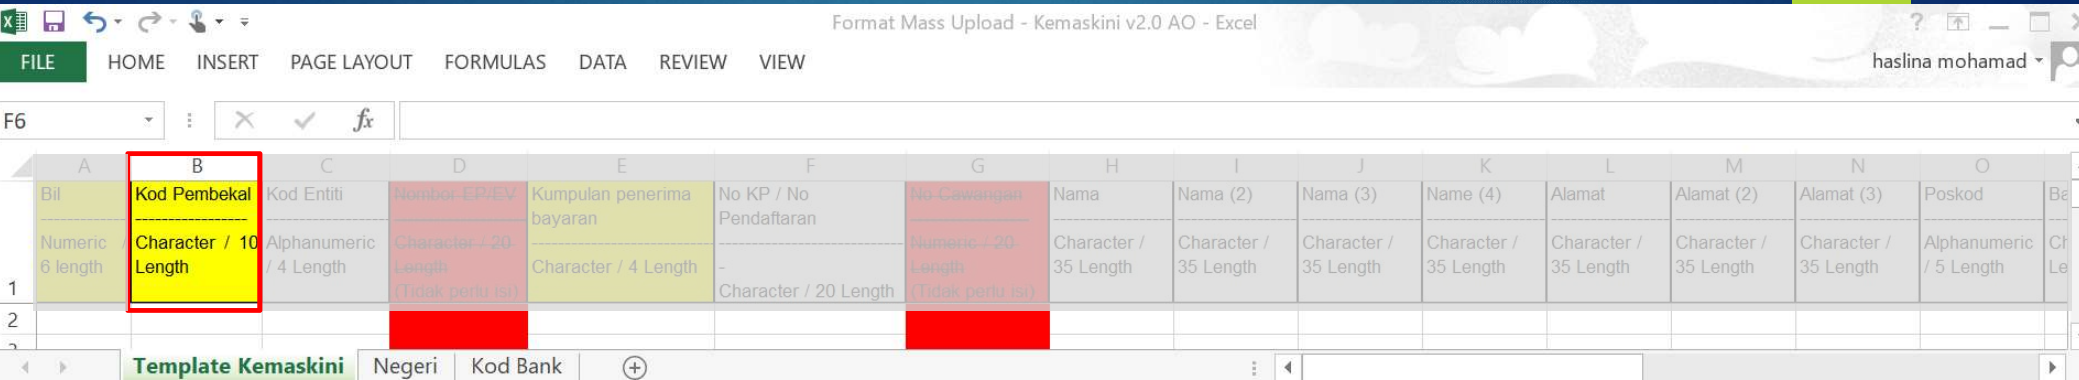 Format Mass Upload - Kemaskini v2.0 AO - Excel
FILE HOME INSERT PAGE LAYOUT FORMULAS DATA REVIEW VIEW
haslina mohamad
F6
fx
A B C D E F G H I J K L M N O
Bil
Numeric /
6 length
Kod Pembekal
Character / 10
Length
Kod Entiti
Alphanumeric
/ 4 Length
Nombor EP/EV
Character / 20
Length
(Tidak perlu isi)
Kumpulan penerima
bayaran
Character / 4 Length
No KP / No
Pendaftaran
-
Character / 20 Length
No Cawangan
Numeric / 20
Length
(Tidak perlu isi)
Nama
Character /
35 Length
Nama (2)
Character /
35 Length
Nama (3)
Character /
35 Length
Name (4)
Character /
35 Length
Alamat
Character /
35 Length
Alamat (2)
Character /
35 Length
Alamat (3)
Character /
35 Length
Poskod
Alphanumeric
/ 5 Length
Ba
Ch
Le
1
2
Template Kemaskini Negeri Kod Bank